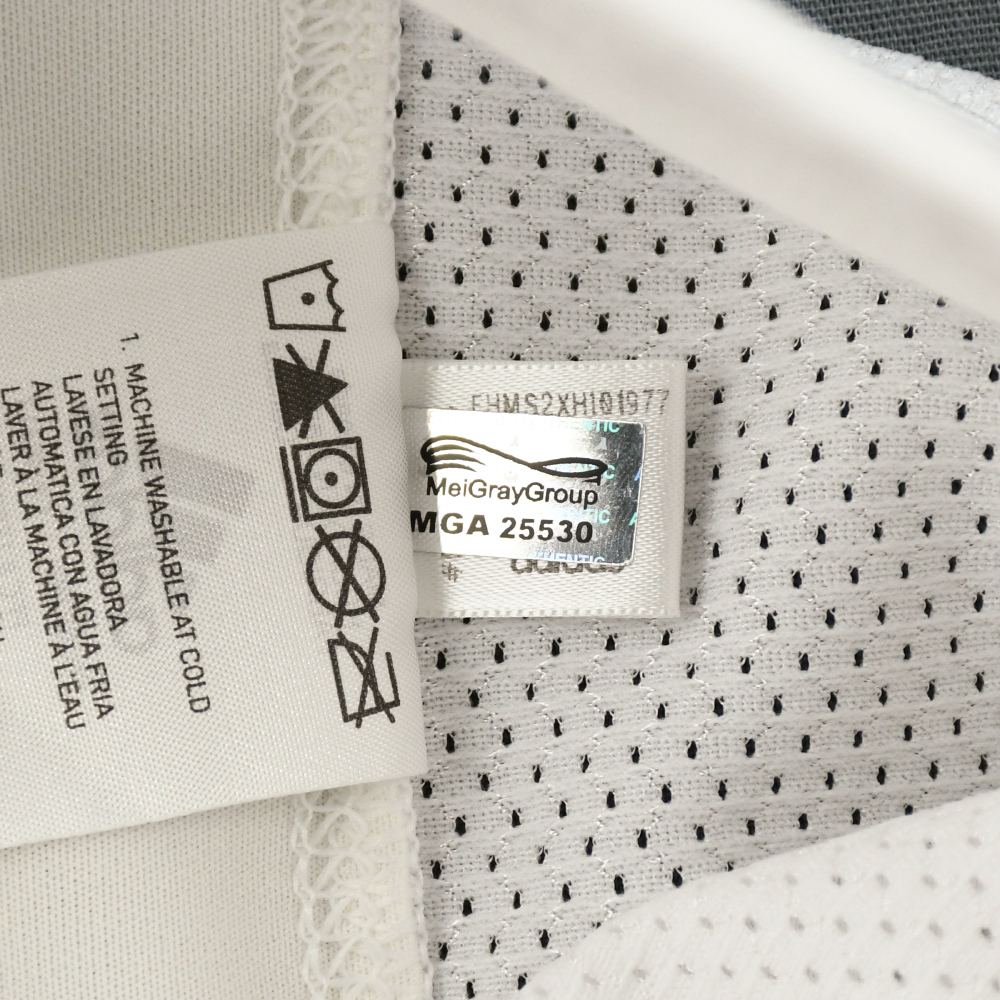 1. MACHINE WASHABLE AT COLD
SETTING
LAVESE EN LAVADORA
AUTOMATICA CON AGUA FRIA
LAVER À LA MACHINE À L'EAU
EHMS2XH101977
MeiGrayGroup
MGA 25530
adidas